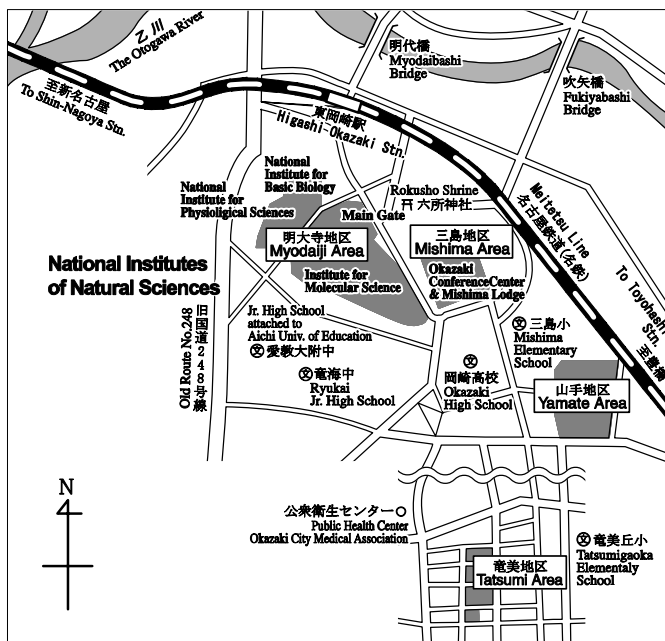 乙川
The Otogawa River
明代橋
Myodaibashi
Bridge
吹矢橋
Fukiyabashi
Bridge
至新名古屋
To Shin-Nagoya Stn.
東岡崎駅
Higashi-Okazaki Stn.
National
Institute for
Basic Biology
National
Institute for
Physioligical Sciences
Main Gate
Rokusho Shrine
六所神社
Meitetsu Line
名古屋鉄道(名鉄)
明大寺地区
Myodaiji Area
三島地区
Mishima Area
Institute for
Molecular Science
Okazaki
ConferenceCenter
& Mishima Lodge
National Institutes
of Natural Sciences
To Toyohashi
Stn.
至豊橋
旧国道248号線
Old Route No.248
Jr. High School
attached to
Aichi Univ. of Education
文 愛教大附中
文 竜海中
Ryukai
Jr. High School
文
岡崎高校
Okazaki
High School
文 三島小
Mishima
Elementary
School
山手地区
Yamate Area
N
公衆衛生センター
Public Health Center
Okazaki City Medical Association
竜美地区
Tatsumi Area
文 竜美丘小
Tatsumigaoka
Elementaly
School